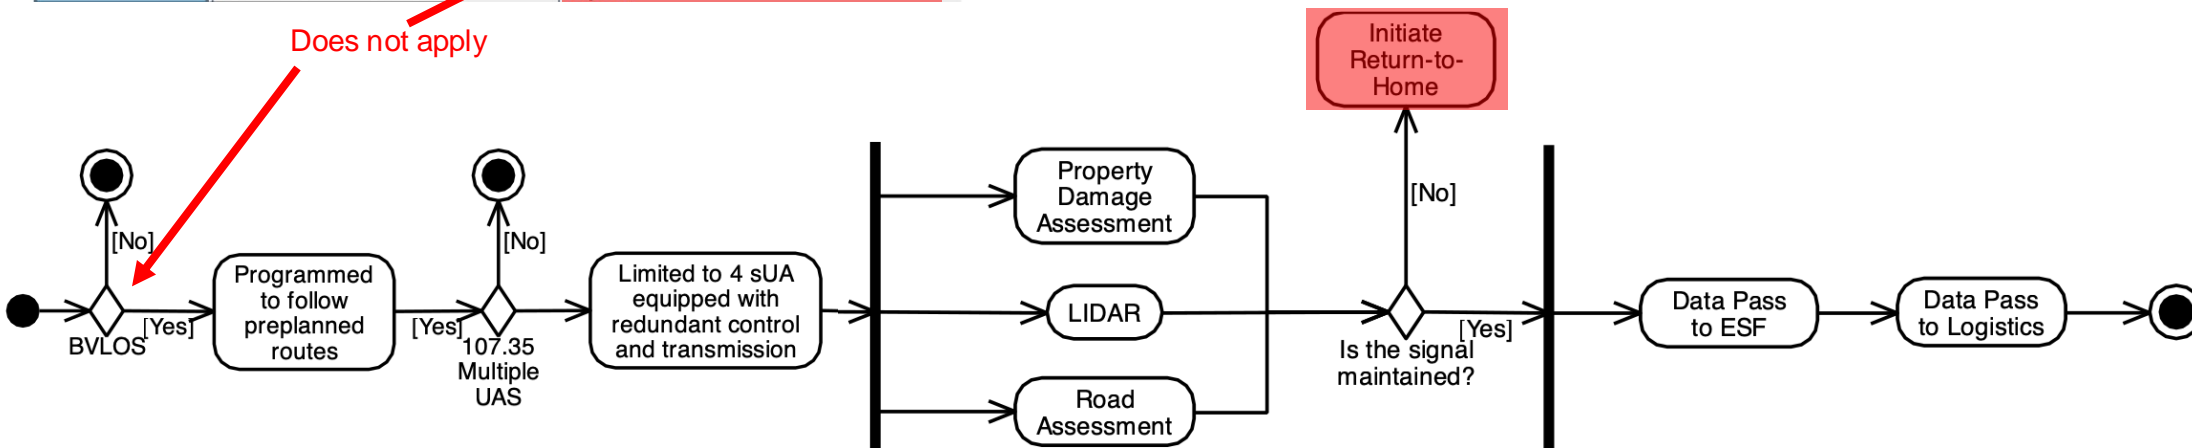 Does not apply
Initiate
Return-to-
Home
[No]
Property
Damage
Assessment
[No]
[No]
Programmed
to follow
preplanned
routes
Limited to 4 sUA
equipped with
redundant control
and transmission
LIDAR
Data Pass
to ESF
Data Pass
to Logistics
[Yes]
[Yes]
[Yes]
BVLOS
107.35
Multiple
UAS
Is the signal
maintained?
Road
Assessment